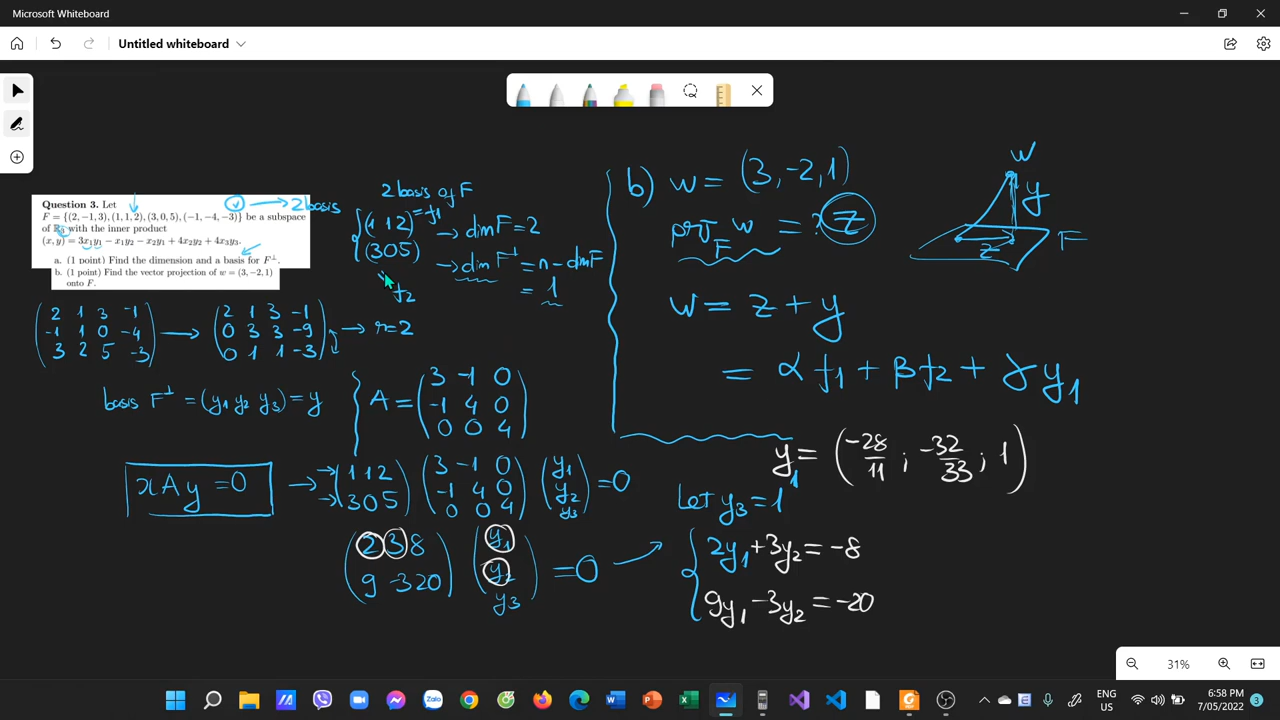 Microsoft Whiteboard
Untitled whiteboard
Question 3. Let
F = {(2, −1, 3), (1, 1, 2), (3, 0, 5), (−1, −4, −3)} be a subspace
of R3 with the inner product
(x, y) = 3x1y1 − x1y2 − x2y1 + 4x2y2 + 4x3y3.
a. (1 point) Find the dimension and a basis for F⊥.
b. (1 point) Find the vector projection of w = (3, −2, 1)
onto F.
v → 2 basis
2 basis of F
(1 1 2) = f1
(3 0 5)
f2
→ dim F = 2
→ dim F⊥ = n − dim F
= 1
2 1 3 -1
-1 1 0 -4
3 2 5 -3
→
2 1 3 -1
0 3 3 -9
0 1 1 -3
→ r = 2
basis F⊥ = (y1 y2 y3) = y
A =
3 -1 0
-1 4 0
0 0 4
x A y = 0
→
1 1 2
3 0 5
3 -1 0
-1 4 0
0 0 4
y1
y2
y3
= 0
2 3 8
9 -3 20
y1
y2
y3
= 0
b) w = (3, -2, 1)
prF w = ? z
w = z + y
= α f1 + β f2 + γ y1
w
y
z
F
y1 = (-28/11 ; -32/33 ; 1)
Let y3 = 1
2y1 + 3y2 = -8
9y1 - 3y2 = -20
31%
Zalo
ENG
US
6:58 PM
7/05/2022
3